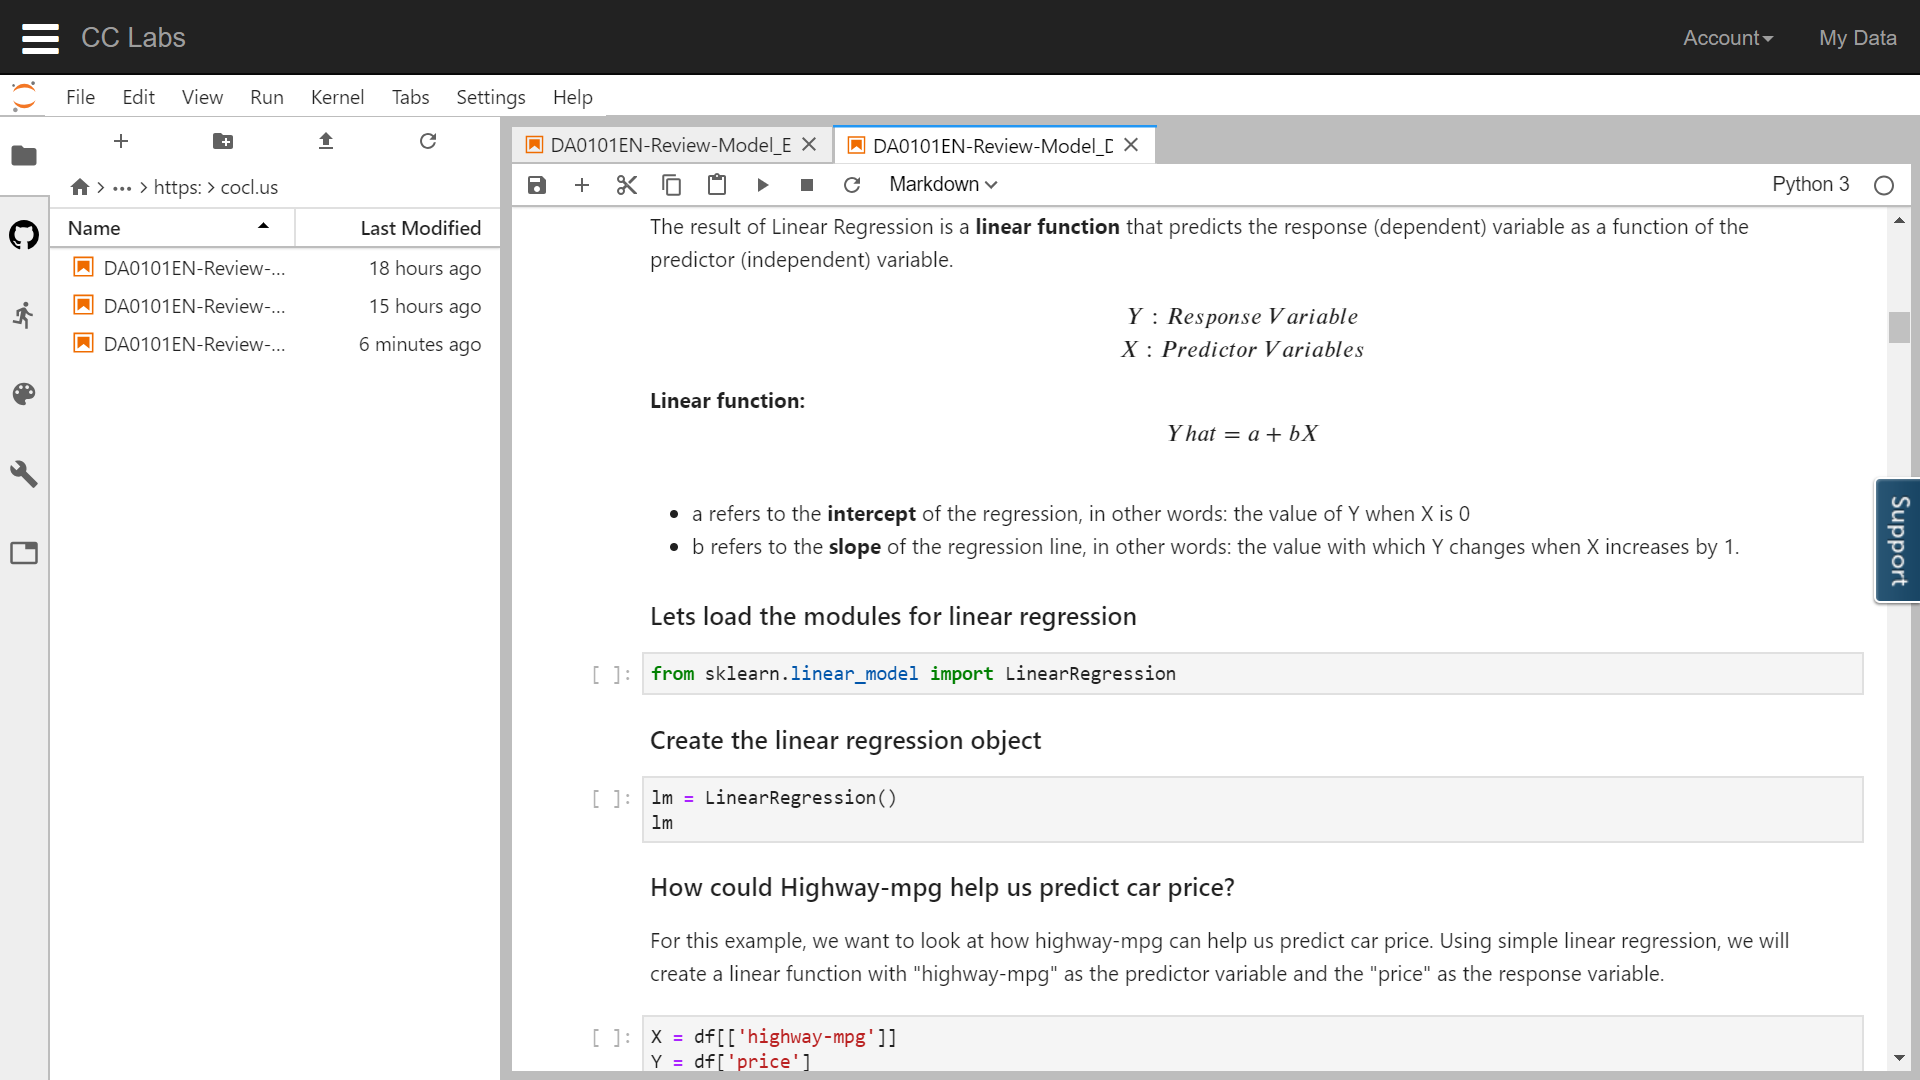 CC Labs
Account
My Data
File Edit View Run Kernel Tabs Settings Help
DA0101EN-Review-Model_E
DA0101EN-Review-Model_D
… https: cocl.us
Markdown
Python 3
Name
Last Modified
DA0101EN-Review-... 18 hours ago
DA0101EN-Review-... 15 hours ago
DA0101EN-Review-... 6 minutes ago
The result of Linear Regression is a linear function that predicts the response (dependent) variable as a function of the
predictor (independent) variable.
Y : Response Variable
X : Predictor Variables
Linear function:
Yhat = a + bX
• a refers to the intercept of the regression, in other words: the value of Y when X is 0
• b refers to the slope of the regression line, in other words: the value with which Y changes when X increases by 1.
Lets load the modules for linear regression
[ ]: from sklearn.linear_model import LinearRegression
Create the linear regression object
[ ]: lm = LinearRegression()
lm
How could Highway-mpg help us predict car price?
For this example, we want to look at how highway-mpg can help us predict car price. Using simple linear regression, we will
create a linear function with "highway-mpg" as the predictor variable and the "price" as the response variable.
[ ]: X = df[['highway-mpg']]
Y = df['price']
Support